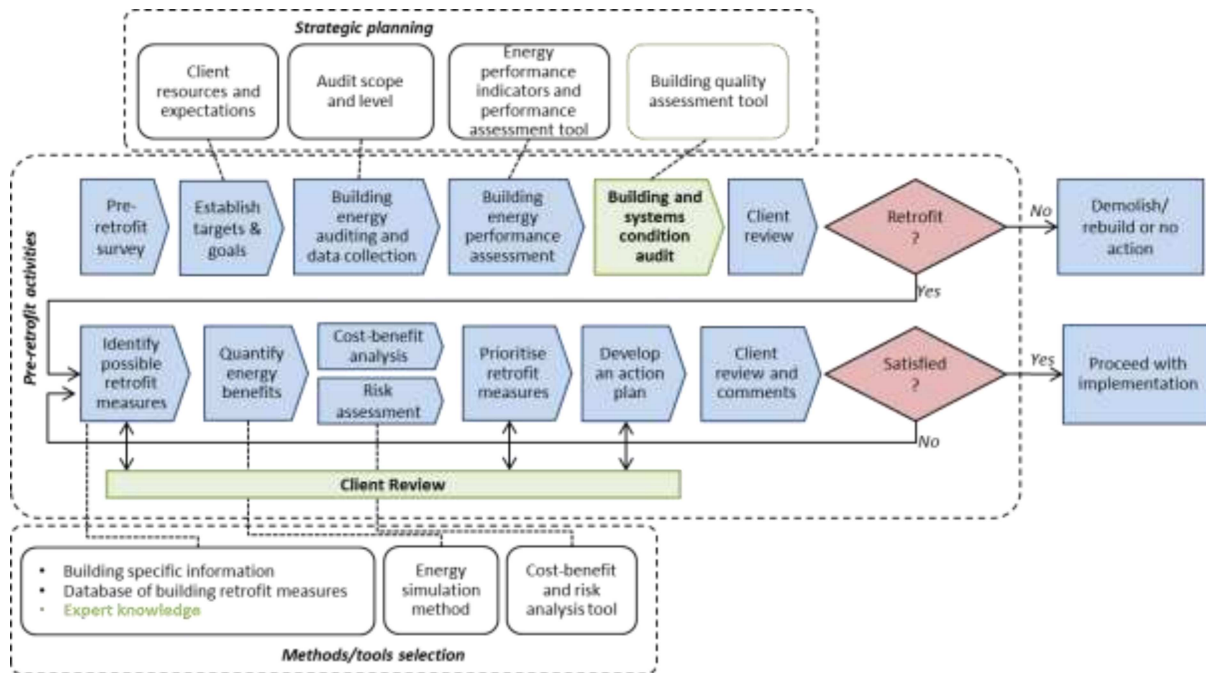 Strategic planning
Client
resources and
expectations
Audit scope
and level
Energy
performance
indicators and
performance
assessment tool
Building quality
assessment tool
Pre-retrofit activities
Pre-
retrofit
survey
Establish
targets &
goals
Building
energy
auditing and
data collection
Building
energy
performance
assessment
Building and
systems
condition
audit
Client
review
Retrofit
?
No
Demolish/
rebuild or no
action
Yes
Identify
possible
retrofit
measures
Quantify
energy
benefits
Cost-benefit
analysis
Risk
assessment
Prioritise
retrofit
measures
Develop
an action
plan
Client
review and
comments
Satisfied
?
Yes
Proceed with
implementation
No
Client Review
• Building specific information
• Database of building retrofit measures
• Expert knowledge
Energy
simulation
method
Cost-benefit
and risk
analysis tool
Methods/tools selection